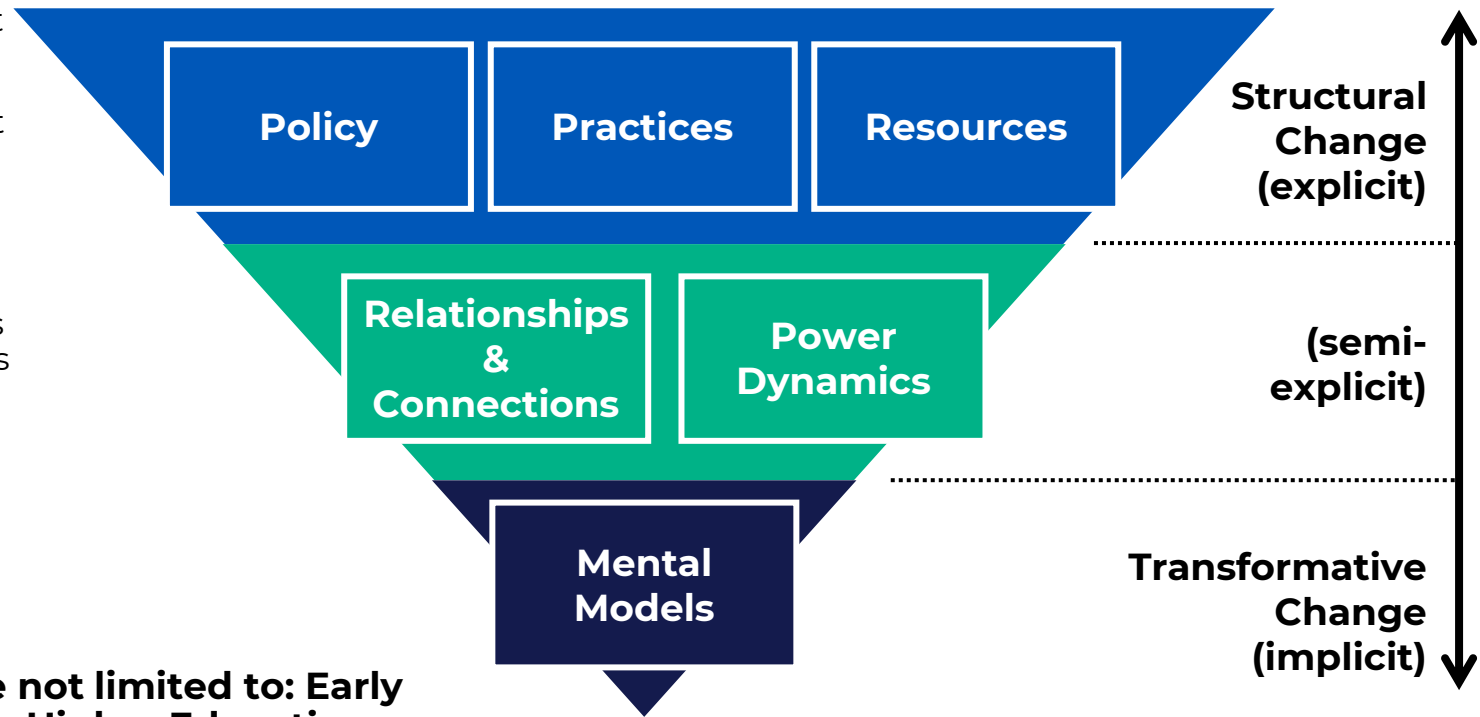 Policy
Practices
Resources
Structural
Change
(explicit)
Relationships
&
Connections
Power
Dynamics
(semi-
explicit)
Mental
Models
Transformative
Change
(implicit)
not limited to: Early